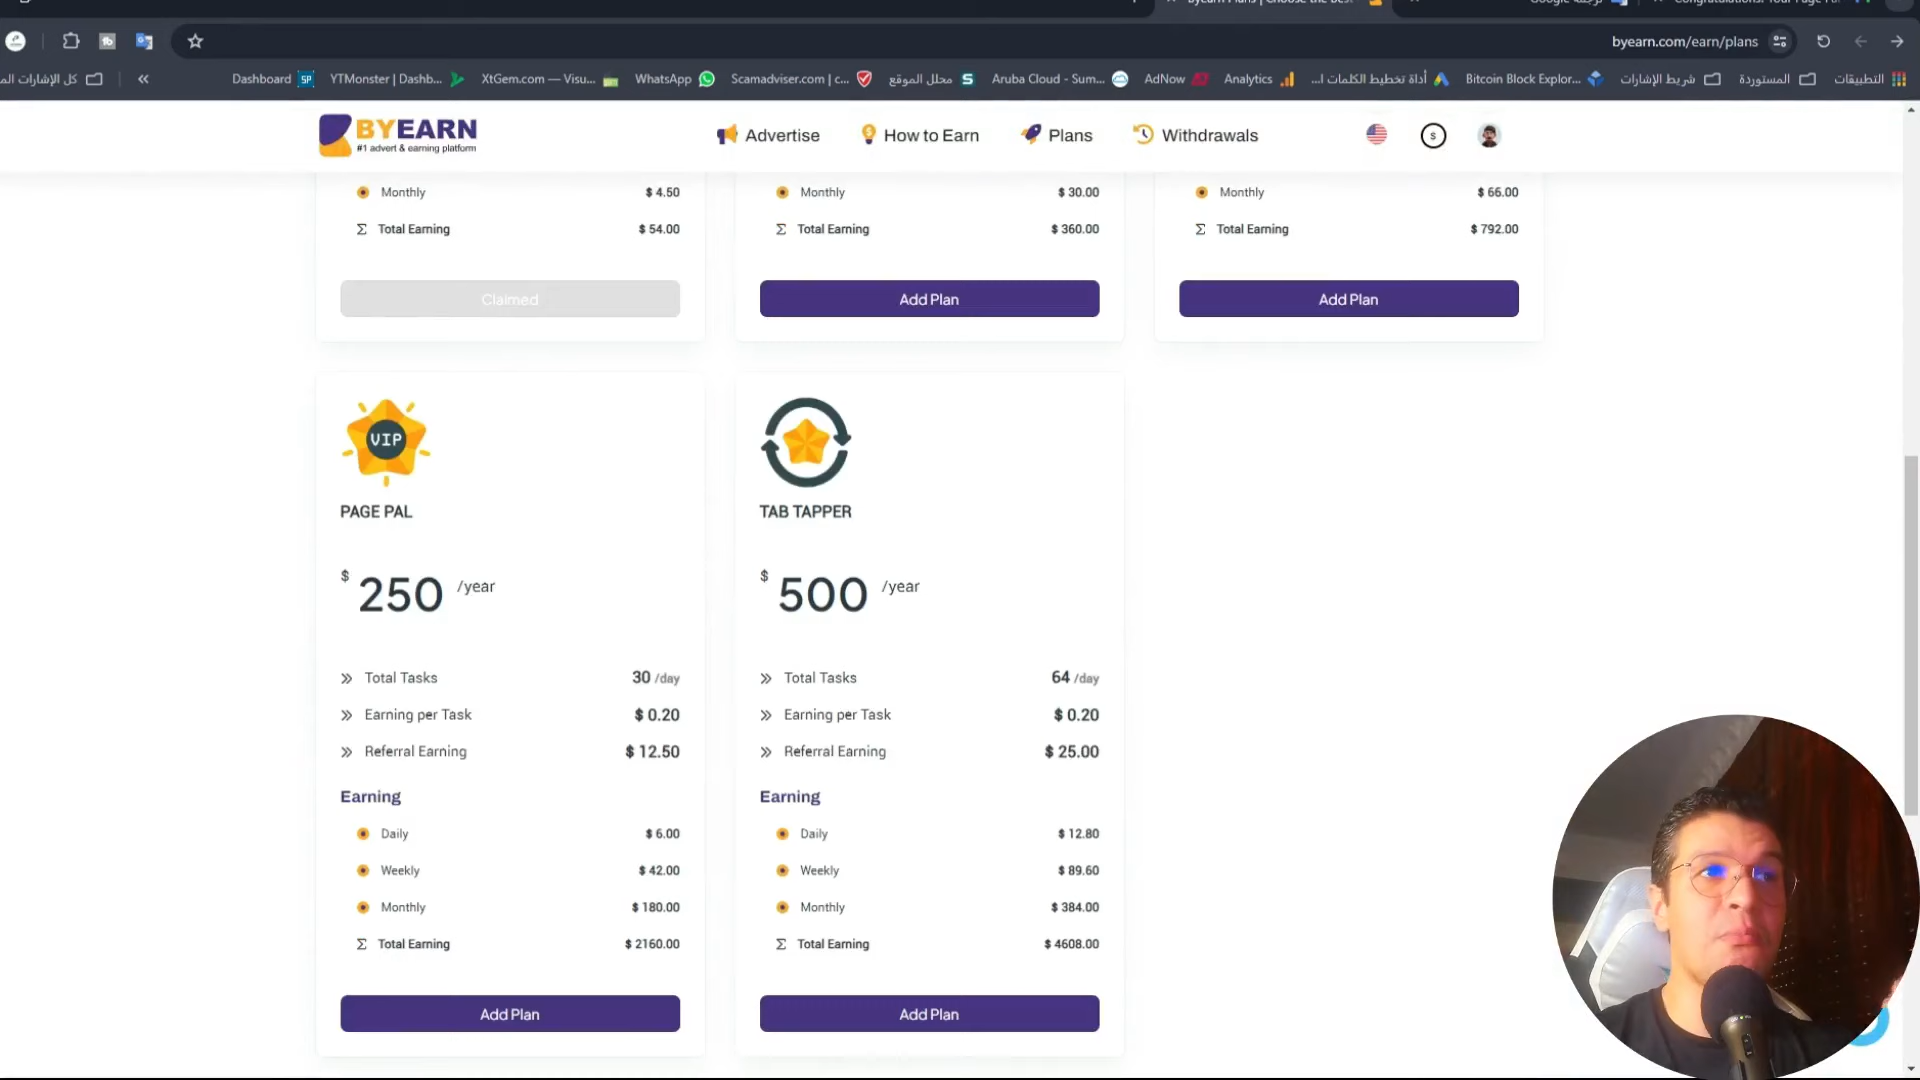 byearn.com/earn/plans
Dashboard
YTMonster | Dashb...
XtGem.com — Visu...
WhatsApp
Scamadviser.com | c...
محلل الموقع
Aruba Cloud - Sum...
AdNow
Analytics
أداة تخطيط الكلمات ا...
Bitcoin Block Explor...
شريط الإشارات
المستوردة
التطبيقات
BYEARN
#1 advert & earning platform
Advertise
How to Earn
Plans
Withdrawals
Monthly $ 4.50
Total Earning $ 54.00
Claimed
Monthly $ 30.00
Total Earning $ 360.00
Add Plan
Monthly $ 66.00
Total Earning $ 792.00
Add Plan
VIP
PAGE PAL
$ 250 /year
Total Tasks 30 /day
Earning per Task $ 0.20
Referral Earning $ 12.50
Earning
Daily $ 6.00
Weekly $ 42.00
Monthly $ 180.00
Total Earning $ 2160.00
Add Plan
TAB TAPPER
$ 500 /year
Total Tasks 64 /day
Earning per Task $ 0.20
Referral Earning $ 25.00
Earning
Daily $ 12.80
Weekly $ 89.60
Monthly $ 384.00
Total Earning $ 4608.00
Add Plan